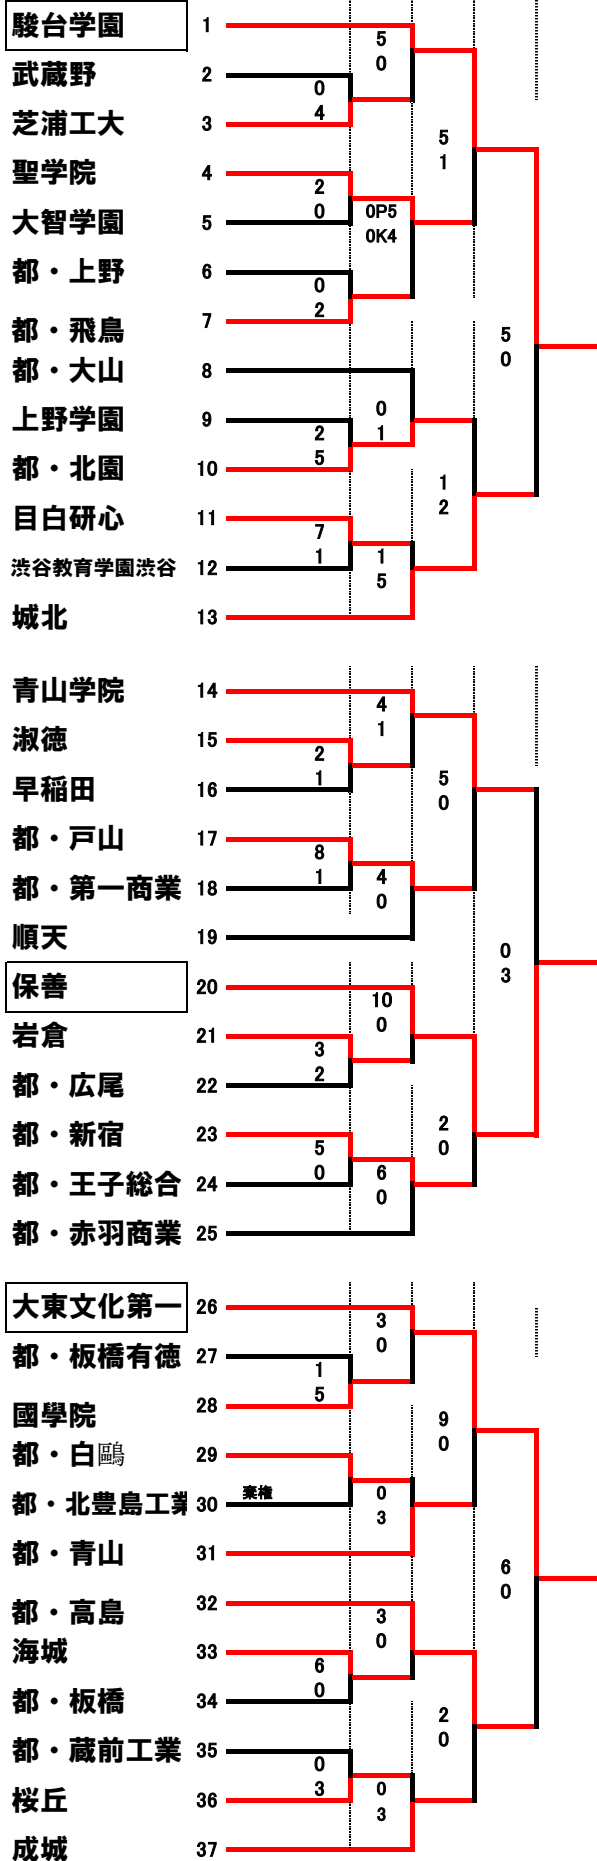 駿台学園 1
5
0
武蔵野 2
0
4
芝浦工大 3
5
1
聖学院 4
2
0
大智学園 5
0P5
0K4
都・上野 6
0
2
都・飛鳥 7
5
0
都・大山 8
0
1
上野学園 9
2
5
都・北園 10
1
2
目白研心 11
7
1
渋谷教育学園渋谷 12
1
5
城北 13
青山学院 14
4
1
淑徳 15
2
1
早稲田 16
5
0
都・戸山 17
8
1
都・第一商業 18
4
0
順天 19
0
3
保善 20
10
0
岩倉 21
3
2
都・広尾 22
2
0
都・新宿 23
5
0
都・王子総合 24
6
0
都・赤羽商業 25
大東文化第一 26
3
0
都・板橋有徳 27
1
5
國學院 28
9
0
都・白鷗 29
都・北豊島工業 30 棄権
0
3
都・青山 31
6
0
都・高島 32
3
0
海城 33
6
0
都・板橋 34
2
0
都・蔵前工業 35
0
3
桜丘 36
0
3
成城 37